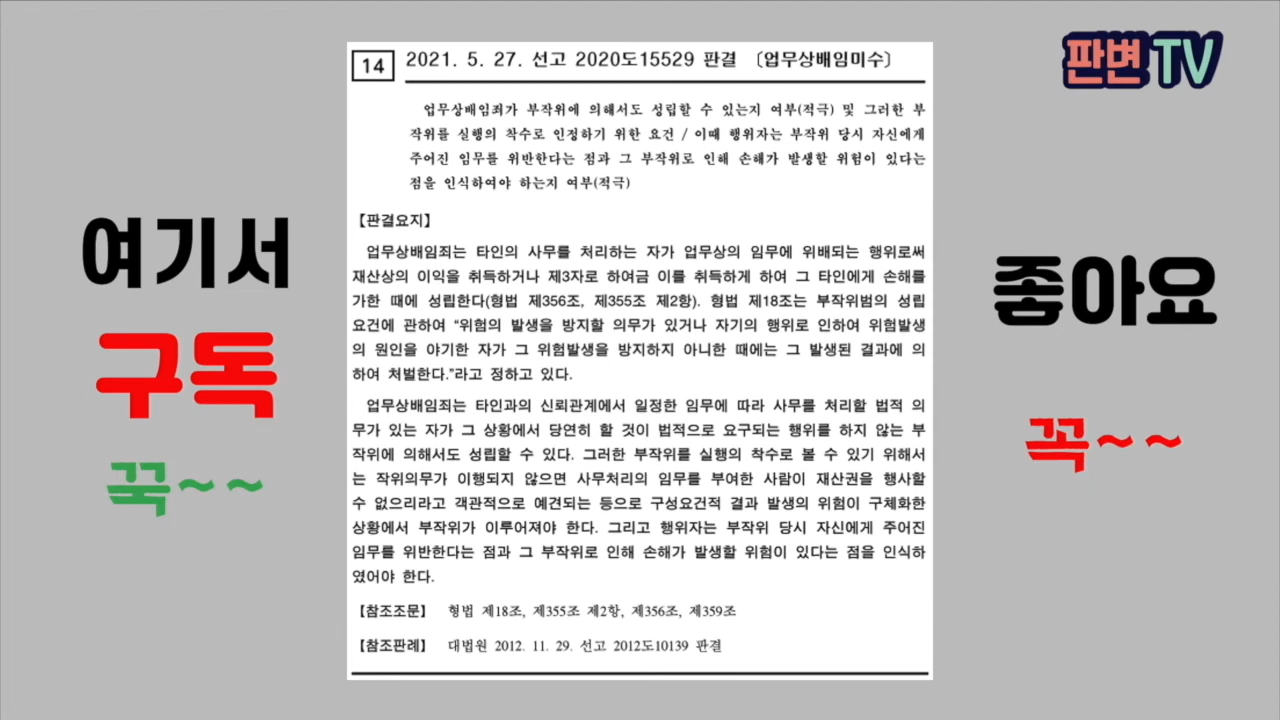 판변 TV
14 2021. 5. 27. 선고 2020도15529 판결 〔업무상배임미수〕
업무상배임죄가 부작위에 의해서도 성립할 수 있는지 여부(적극) 및 그러한 부
작위를 실행의 착수로 인정하기 위한 요건 / 이때 행위자는 부작위 당시 자신에게
주어진 임무를 위반한다는 점과 그 부작위로 인해 손해가 발생할 위험이 있다는
점을 인식하여야 하는지 여부(적극)
【판결요지】
업무상배임죄는 타인의 사무를 처리하는 자가 업무상의 임무에 위배되는 행위로써
재산상의 이익을 취득하거나 제3자로 하여금 이를 취득하게 하여 그 타인에게 손해를
가한 때에 성립한다(형법 제356조, 제355조 제2항). 형법 제18조는 부작위범의 성립
요건에 관하여 “위험의 발생을 방지할 의무가 있거나 자기의 행위로 인하여 위험발생
의 원인을 야기한 자가 그 위험발생을 방지하지 아니한 때에는 그 발생된 결과에 의
하여 처벌한다.”라고 정하고 있다.
업무상배임죄는 타인과의 신뢰관계에서 일정한 임무에 따라 사무를 처리할 법적 의
무가 있는 자가 그 상황에서 당연히 할 것이 법적으로 요구되는 행위를 하지 않는 부
작위에 의해서도 성립할 수 있다. 그러한 부작위를 실행의 착수로 볼 수 있기 위해서
는 작위의무가 이행되지 않으면 사무처리의 임무를 부여한 사람이 재산권을 행사할
수 없으리라고 객관적으로 예견되는 등으로 구성요건적 결과 발생의 위험이 구체화한
상황에서 부작위가 이루어져야 한다. 그리고 행위자는 부작위 당시 자신에게 주어진
임무를 위반한다는 점과 그 부작위로 인해 손해가 발생할 위험이 있다는 점을 인식하
였어야 한다.
【참조조문】 형법 제18조, 제355조 제2항, 제356조, 제359조
【참조판례】 대법원 2012. 11. 29. 선고 2012도10139 판결
여기서
구독
꾹~~
좋아요
꼭~~